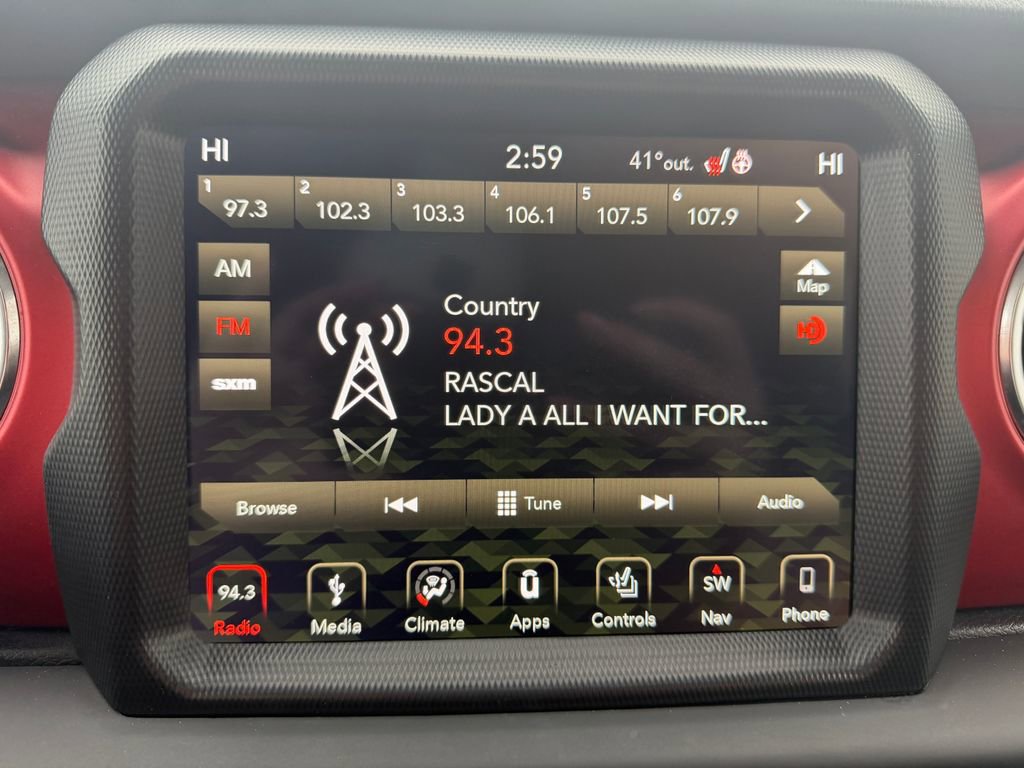 HI 2:59 41°out. HI
1 97.3 2 102.3 3 103.3 4 106.1 5 107.5 6 107.9
AM
FM
sxm
Country
94.3
RASCAL
LADY A ALL I WANT FOR...
Map
HD
Browse Tune Audio
94.3 SW
Radio Media Climate Apps Controls Nav Phone